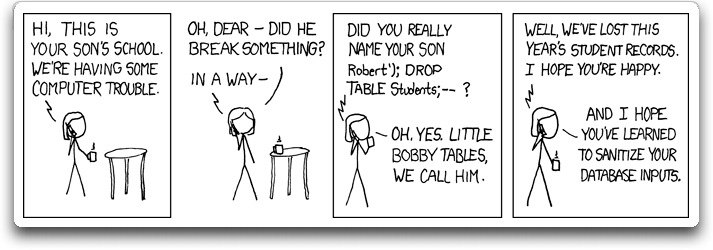 HI, THIS IS
YOUR SON'S SCHOOL.
WE'RE HAVING SOME
COMPUTER TROUBLE.
OH, DEAR – DID HE
BREAK SOMETHING?
IN A WAY–
DID YOU REALLY
NAME YOUR SON
Robert'); DROP
TABLE Students;-- ?
OH, YES. LITTLE
BOBBY TABLES,
WE CALL HIM.
WELL, WE'VE LOST THIS
YEAR'S STUDENT RECORDS.
I HOPE YOU'RE HAPPY.
AND I HOPE
YOU'VE LEARNED
TO SANITIZE YOUR
DATABASE INPUTS.